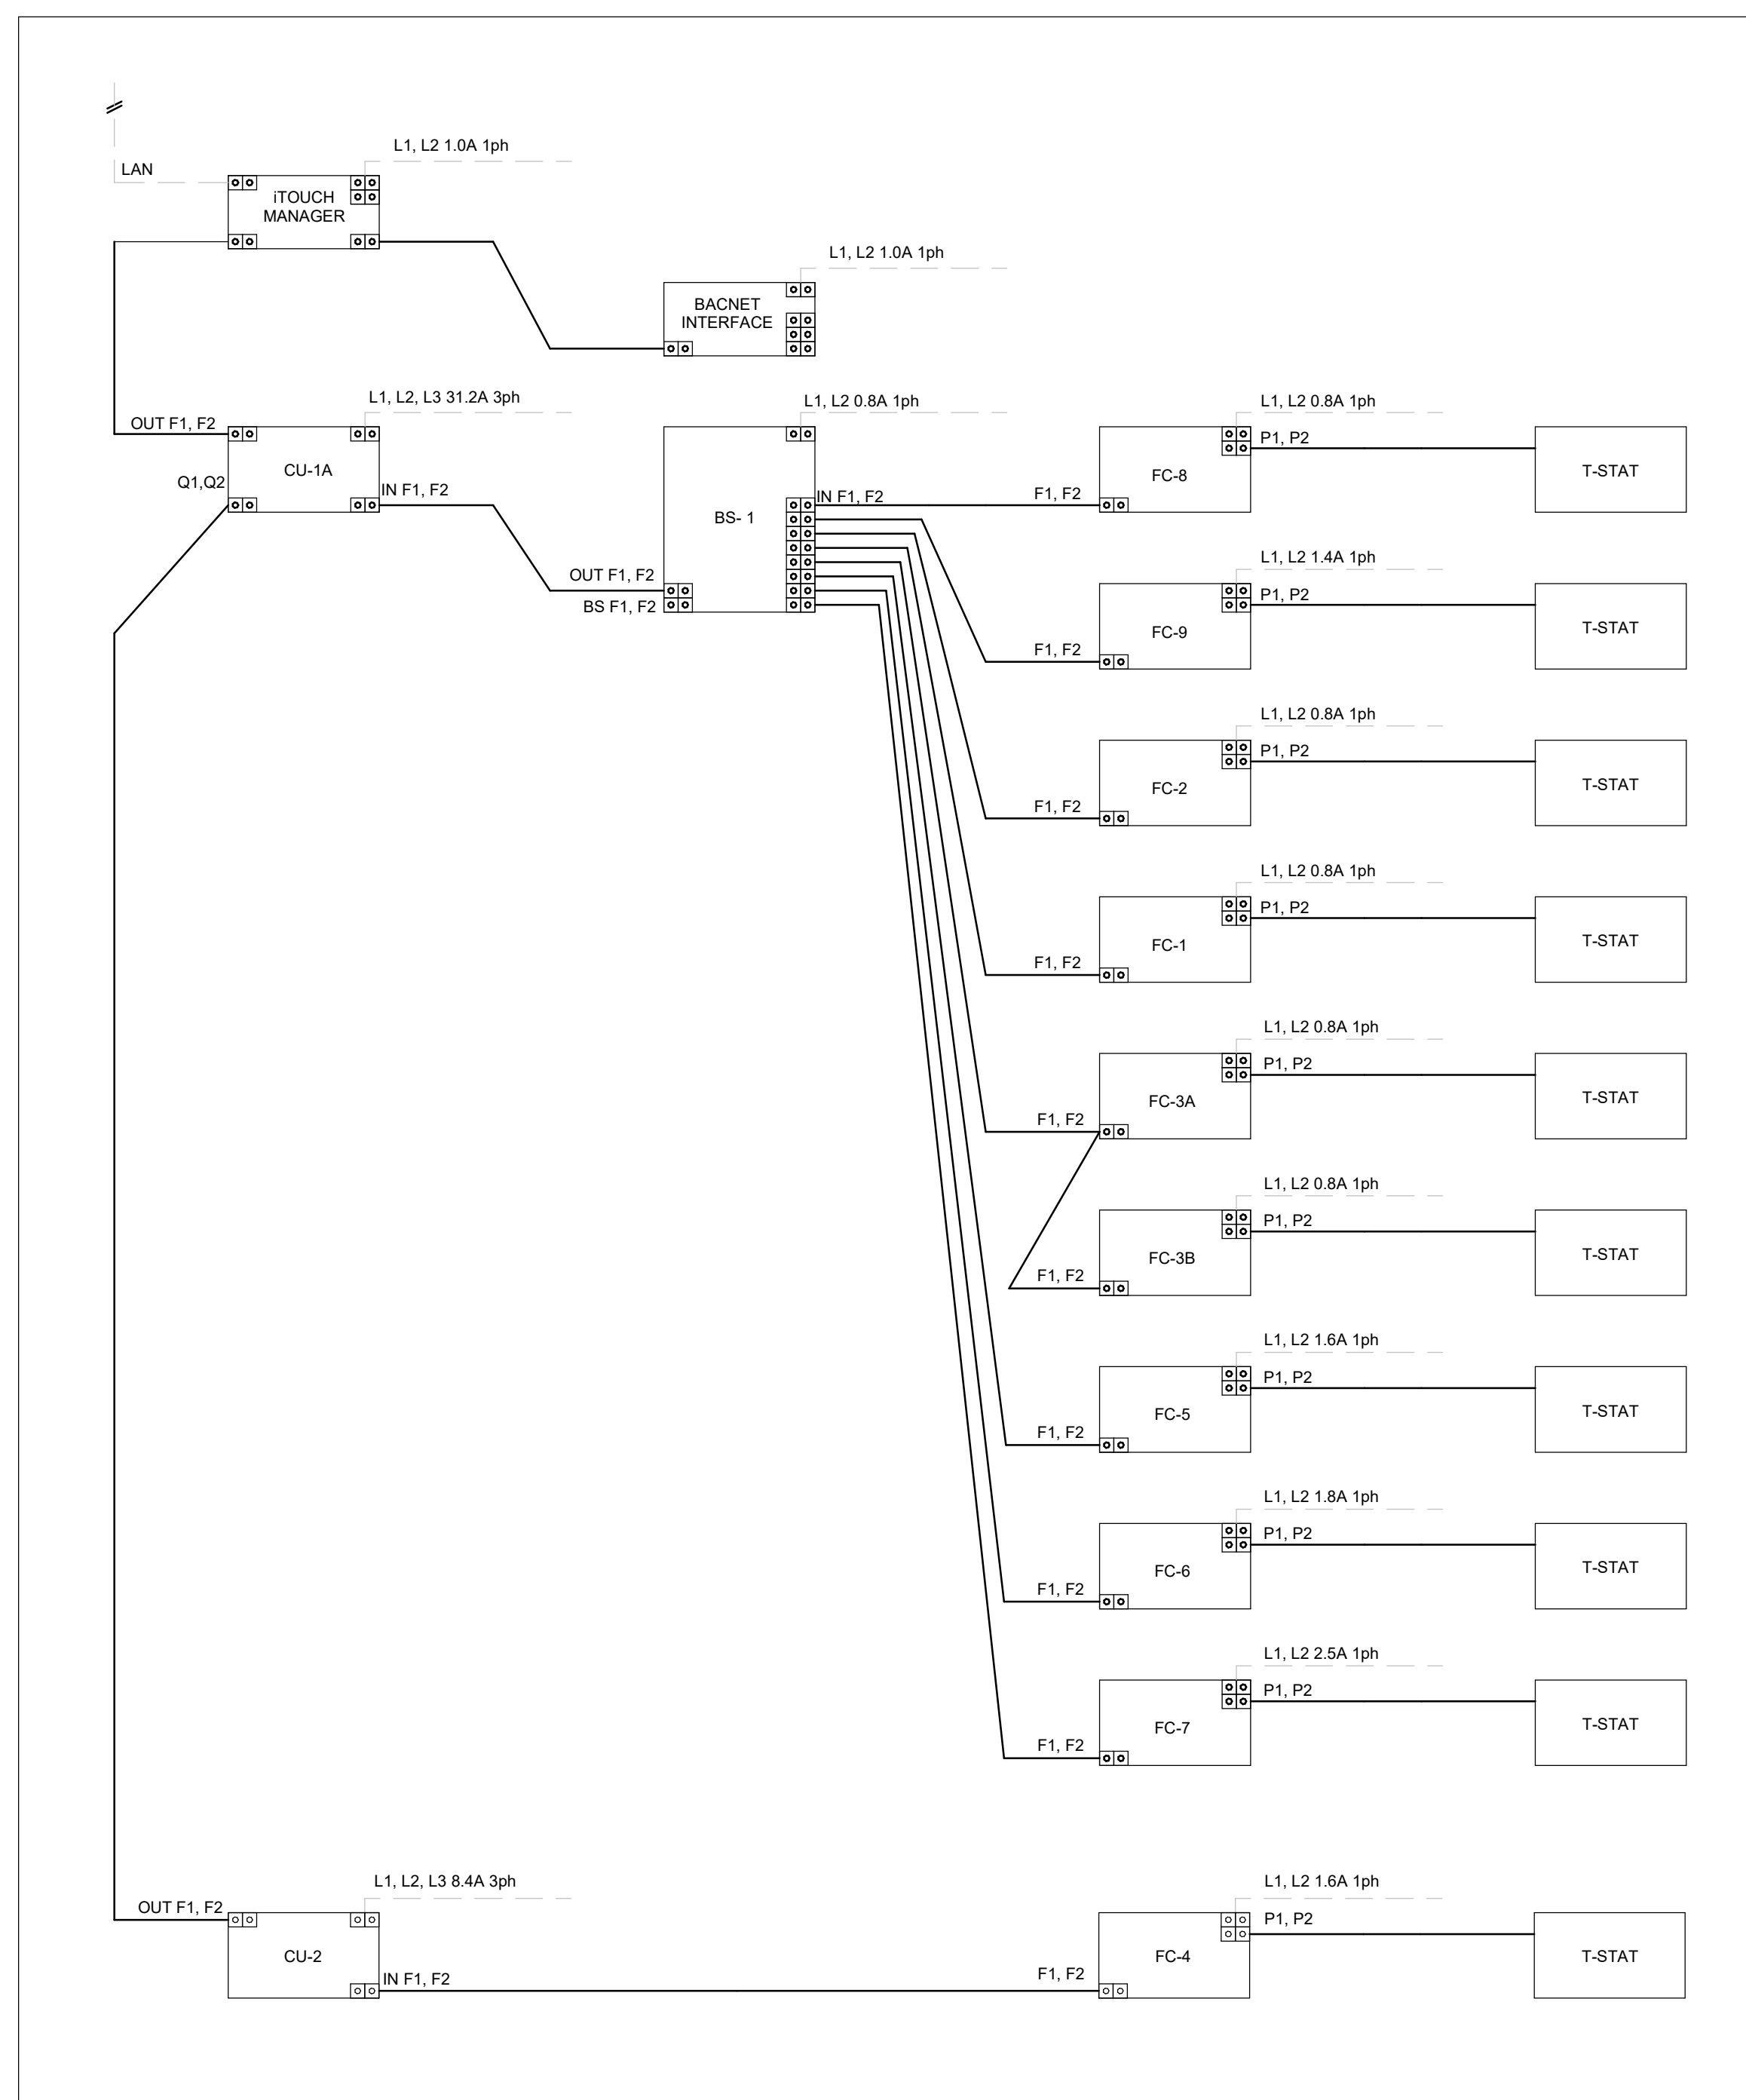 L1, L2 1.0A 1ph
LAN
iTOUCH
MANAGER
L1, L2 1.0A 1ph
BACNET
INTERFACE
L1, L2, L3 31.2A 3ph
OUT F1, F2
CU-1A
Q1,Q2
IN F1, F2
L1, L2 0.8A 1ph
BS- 1
IN F1, F2
OUT F1, F2
BS F1, F2
L1, L2 0.8A 1ph
P1, P2
FC-8
F1, F2
T-STAT
L1, L2 1.4A 1ph
P1, P2
FC-9
F1, F2
T-STAT
L1, L2 0.8A 1ph
P1, P2
FC-2
F1, F2
T-STAT
L1, L2 0.8A 1ph
P1, P2
FC-1
F1, F2
T-STAT
L1, L2 0.8A 1ph
P1, P2
FC-3A
F1, F2
T-STAT
L1, L2 0.8A 1ph
P1, P2
FC-3B
F1, F2
T-STAT
L1, L2 1.6A 1ph
P1, P2
FC-5
F1, F2
T-STAT
L1, L2 1.8A 1ph
P1, P2
FC-6
F1, F2
T-STAT
L1, L2 2.5A 1ph
P1, P2
FC-7
F1, F2
T-STAT
L1, L2, L3 8.4A 3ph
OUT F1, F2
CU-2
IN F1, F2
L1, L2 1.6A 1ph
P1, P2
FC-4
F1, F2
T-STAT